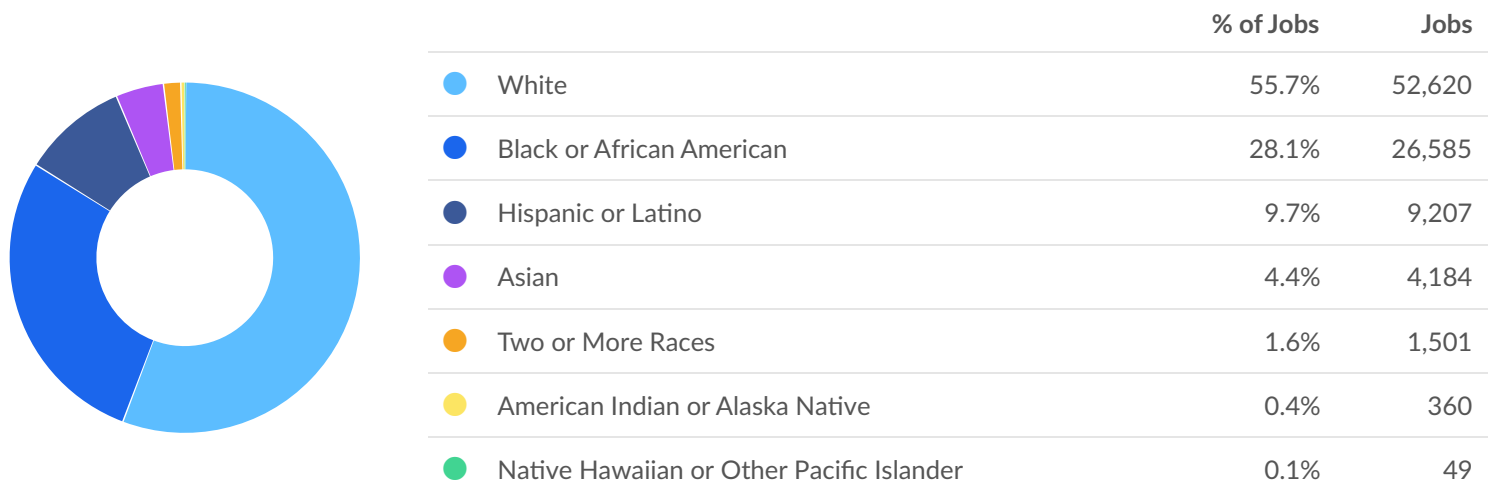 % of Jobs Jobs
White 55.7% 52,620
Black or African American 28.1% 26,585
Hispanic or Latino 9.7% 9,207
Asian 4.4% 4,184
Two or More Races 1.6% 1,501
American Indian or Alaska Native 0.4% 360
Native Hawaiian or Other Pacific Islander 0.1% 49